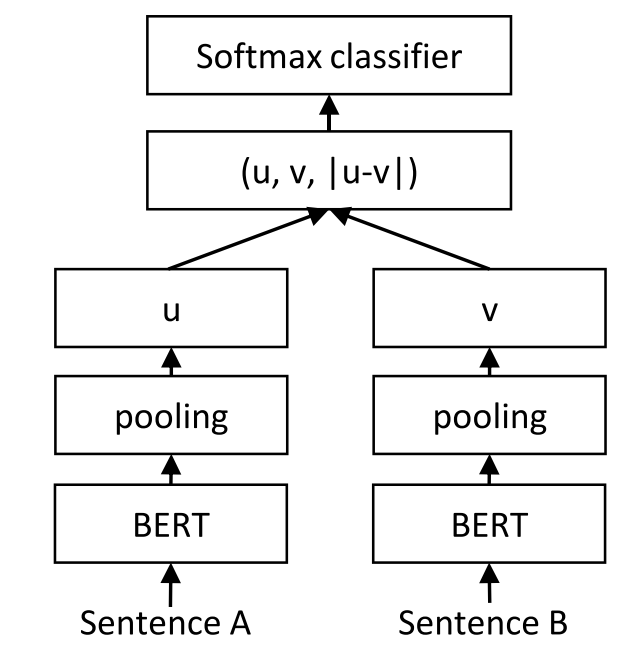 Softmax classifier
(u, v, |u-v|)
u
v
pooling
pooling
BERT
BERT
Sentence A
Sentence B